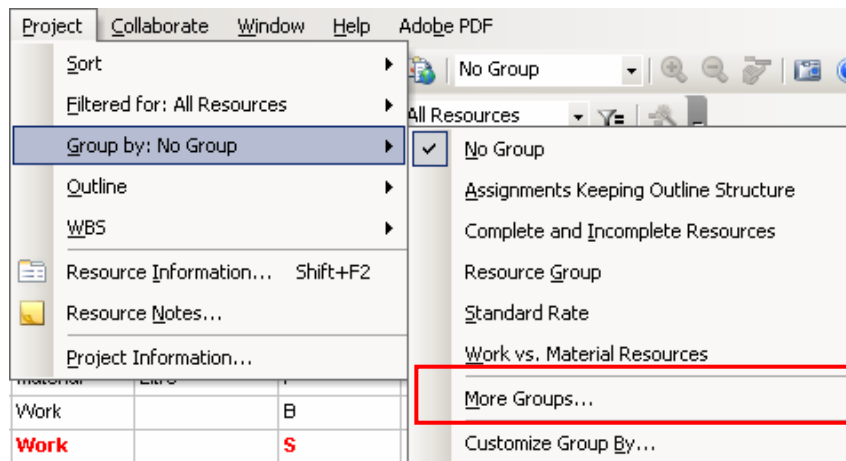 Project Collaborate Window Help Adobe PDF
Sort
No Group
Filtered for: All Resources
All Resources
Group by: No Group
No Group
Outline
Assignments Keeping Outline Structure
WBS
Complete and Incomplete Resources
Resource Information... Shift+F2
Resource Group
Resource Notes...
Standard Rate
Project Information...
Work vs. Material Resources
More Groups...
Work B
Work S
Customize Group By...